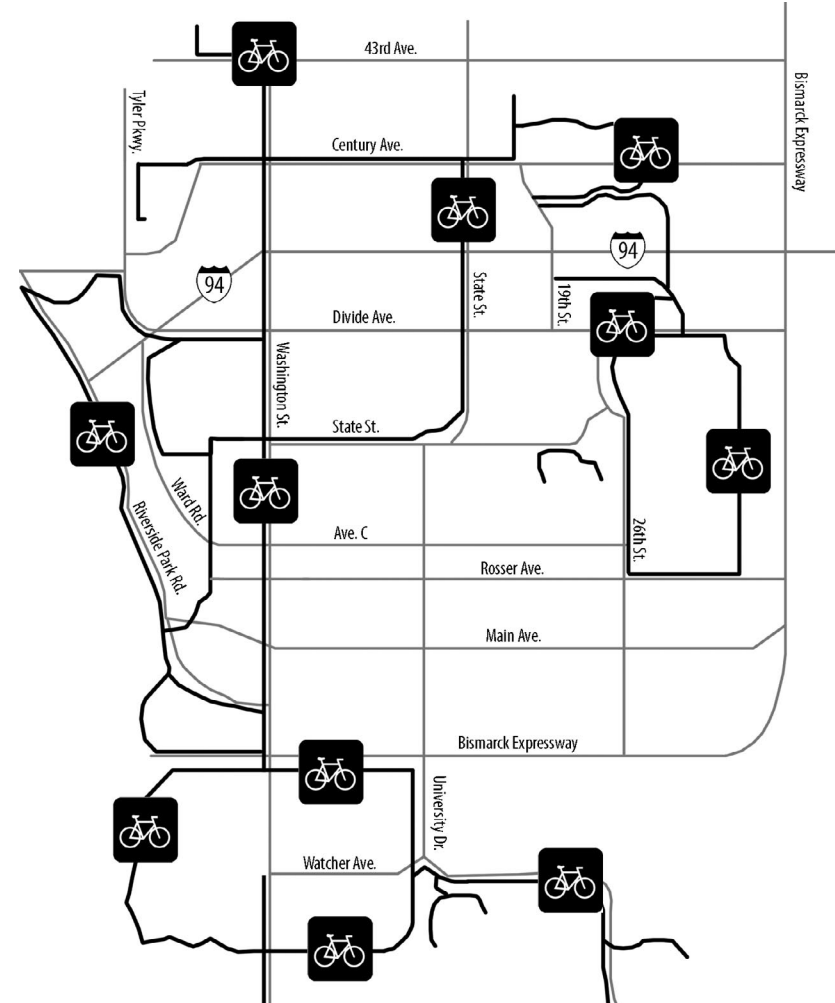 43rd Ave.
Tyler Pkwy.
Bismarck Expressway
Century Ave.
94
94
State St.
19th St.
Divide Ave.
Washington St.
State St.
Ward Rd.
Riverside Park Rd.
Ave. C
26th St.
Rosser Ave.
Main Ave.
Bismarck Expressway
University Dr.
Watcher Ave.